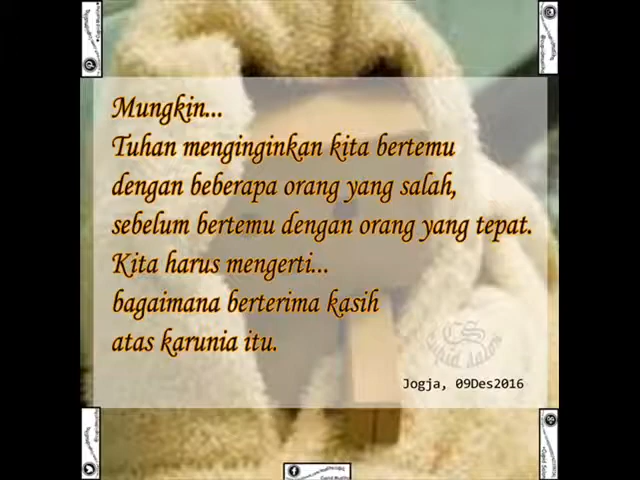 Mungkin...
Tuhan menginginkan kita bertemu
dengan beberapa orang yang salah,
sebelum bertemu dengan orang yang tepat.
Kita harus mengerti...
bagaimana berterima kasih
atas karunia itu.
CS
Jogja, 09Des2016